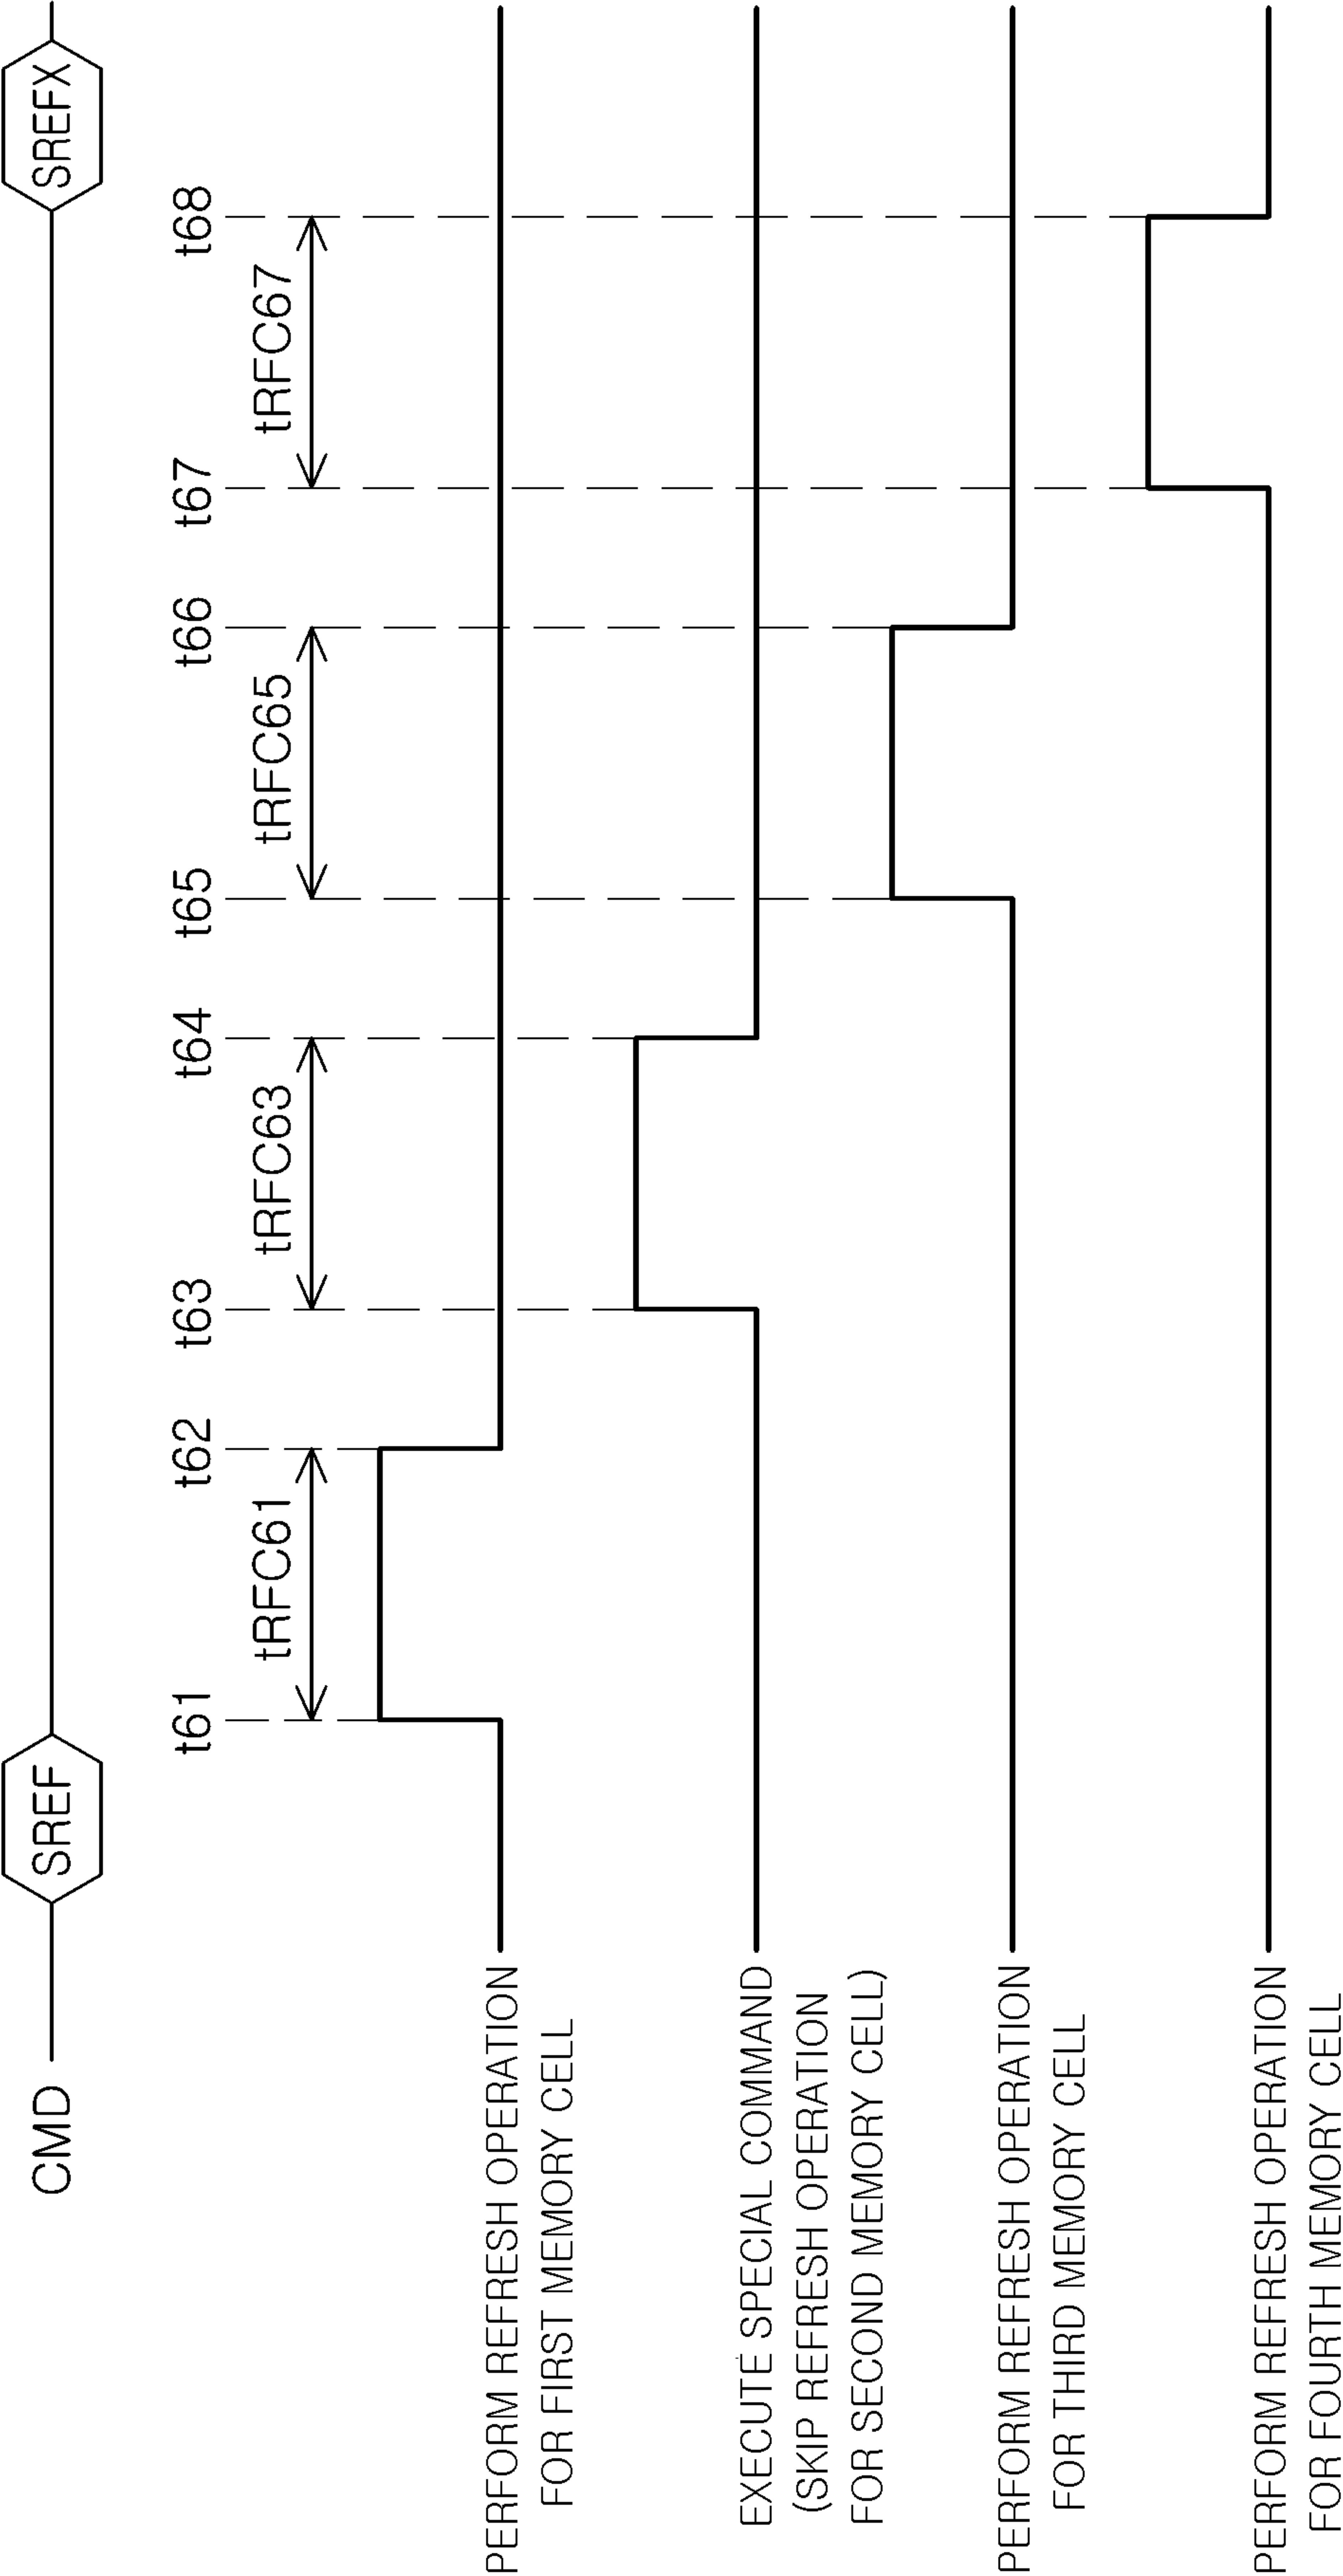 CMD
SREF
SREFX
t61
t62
t63
t64
t65
t66
t67
t68
tRFC61
tRFC63
tRFC65
tRFC67
PERFORM REFRESH OPERATION
FOR FIRST MEMORY CELL
EXECUTE SPECIAL COMMAND
(SKIP REFRESH OPERATION
FOR SECOND MEMORY CELL)
PERFORM REFRESH OPERATION
FOR THIRD MEMORY CELL
PERFORM REFRESH OPERATION
FOR FOURTH MEMORY CELL